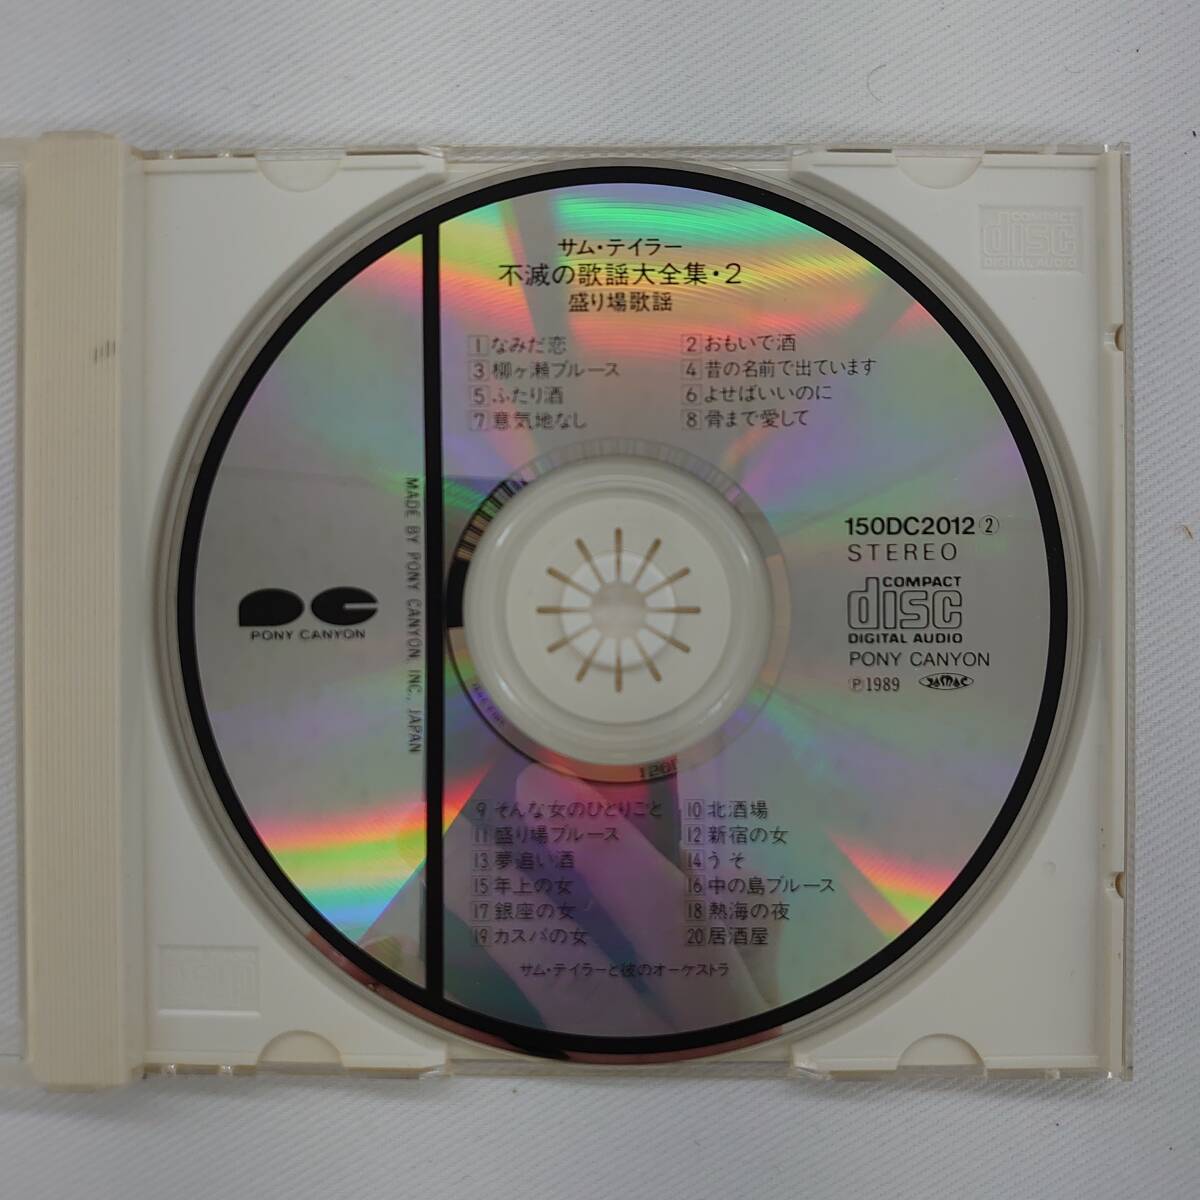 サム・テイラー
不滅の歌謡大全集・2
盛り場歌謡
1 なみだ恋 2 おもいで酒
3 柳ヶ瀬ブルース 4 昔の名前で出ています
5 ふたり酒 6 よせばいいのに
7 意気地なし 8 骨まで愛して
150DC2012 ②
STEREO
COMPACT
disc
DIGITAL AUDIO
PONY CANYON
Ⓟ1989 JASRAC
PONY CANYON
MADE BY PONY CANYON, INC., JAPAN
9 そんな女のひとりごと 10 北酒場
11 盛り場ブルース 12 新宿の女
13 夢追い酒 14 うそ
15 年上の女 16 中の島ブルース
17 銀座の女 18 熱海の夜
19 カスバの女 20 居酒屋
サム・テイラーと彼のオーケストラ
COMPACT
disc
DIGITAL AUDIO